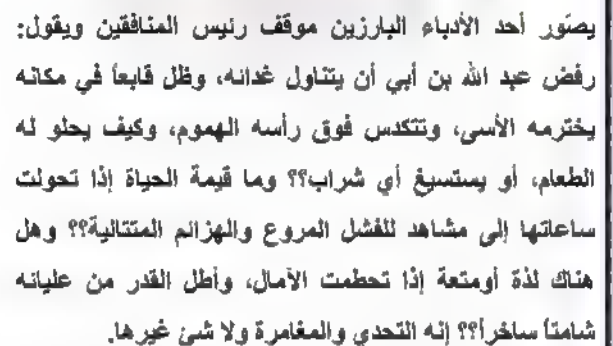 يصّور أحد الأدباء البارزين موقف رئيس المنافقين ويقول:
رفض عبد الله بن أبي أن يتناول غدائه، وظل قابعاً في مكانه
يخترمه الأسى، وتتكدس فوق رأسه الهموم، وكيف يحلو له
الطعام، أو يستسيغ أي شراب؟؟ وما قيمة الحياة إذا تحولت
ساعاتها إلى مشاهد للفشل المروع والهزائم المتتالية؟؟ وهل
هناك لذة أومتعة إذا تحطمت الآمال، وأطل القدر من عليائه
شامتاً ساخراً؟؟ إنه التحدي والمغامرة ولا شئ غيرها.